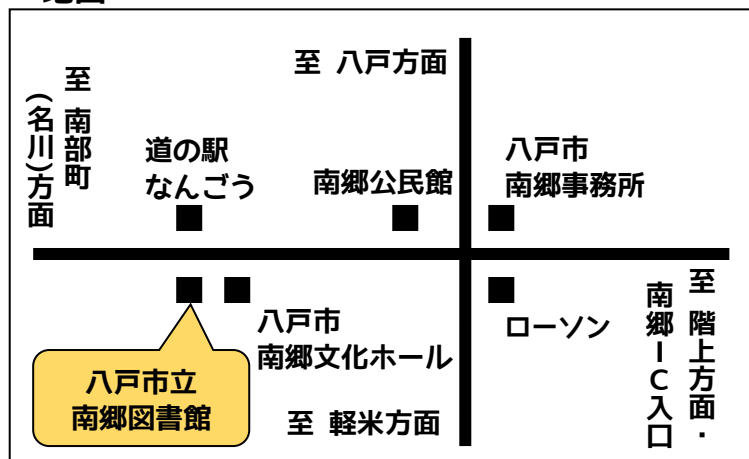 至 八戸方面
至 南部町
(名川)方面
道の駅
なんごう
南郷公民館
八戸市
南郷事務所
八戸市
南郷文化ホール
ローソン
至 階上方面・
南郷IC入口
八戸市立
南郷図書館
至 軽米方面